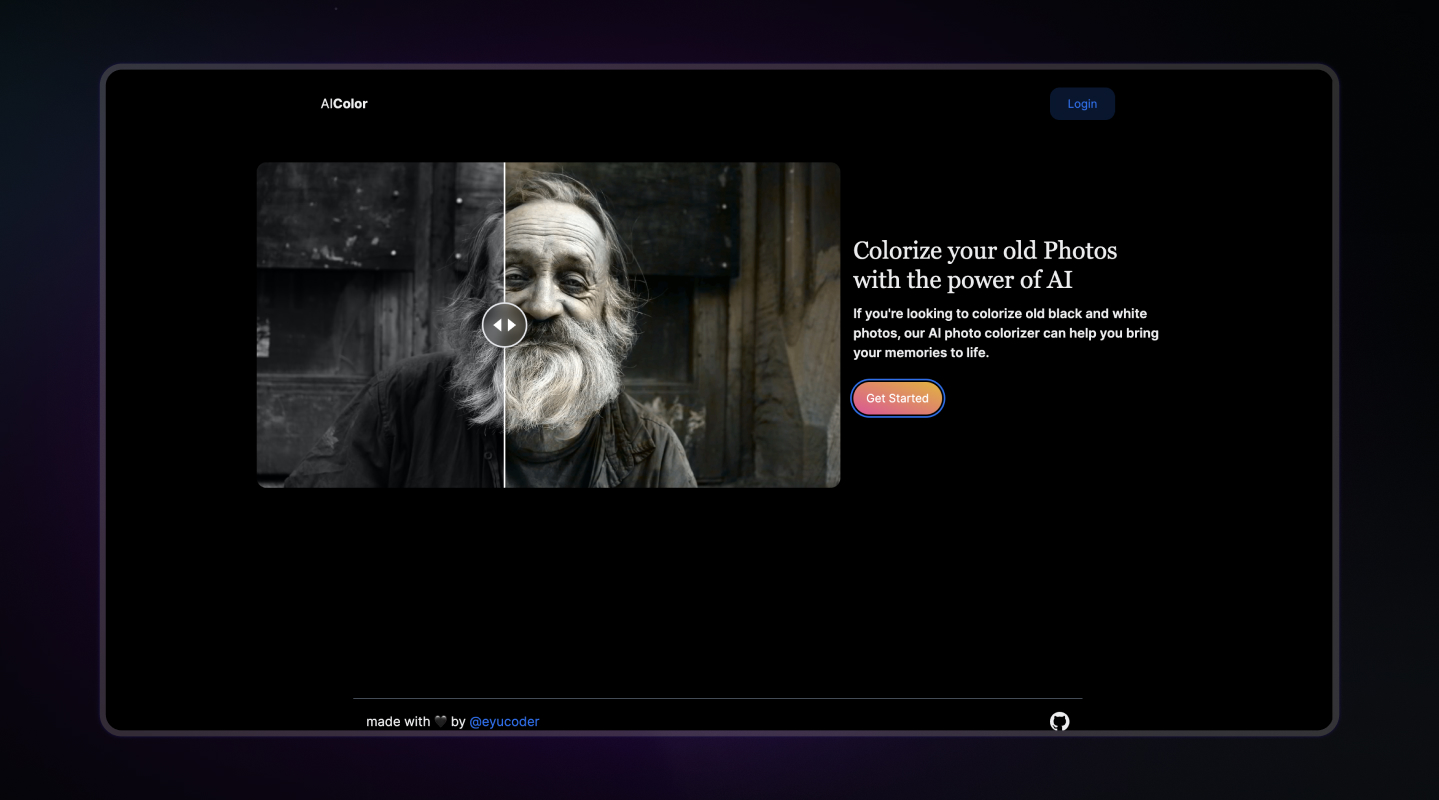 AIColor
Login
Colorize your old Photos
with the power of AI
If you're looking to colorize old black and white
photos, our AI photo colorizer can help you bring
your memories to life.
Get Started
made with 🖤 by @eyucoder